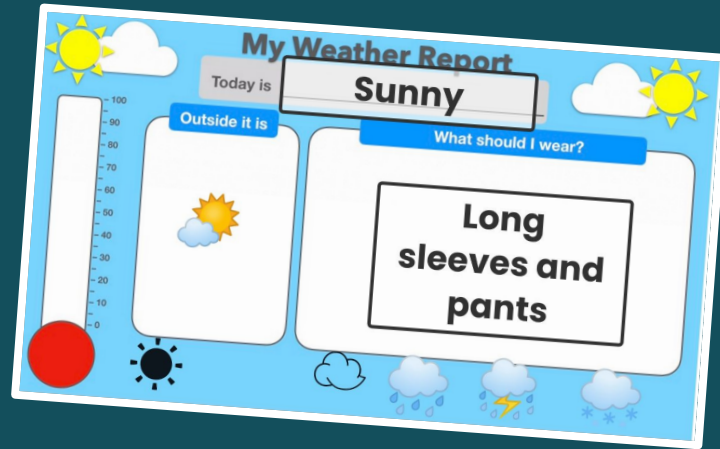 My Weather Report
Today is Sunny
Outside it is
What should I wear?
100
90
80
70
60
50
40
30
20
10
0
Long
sleeves and
pants